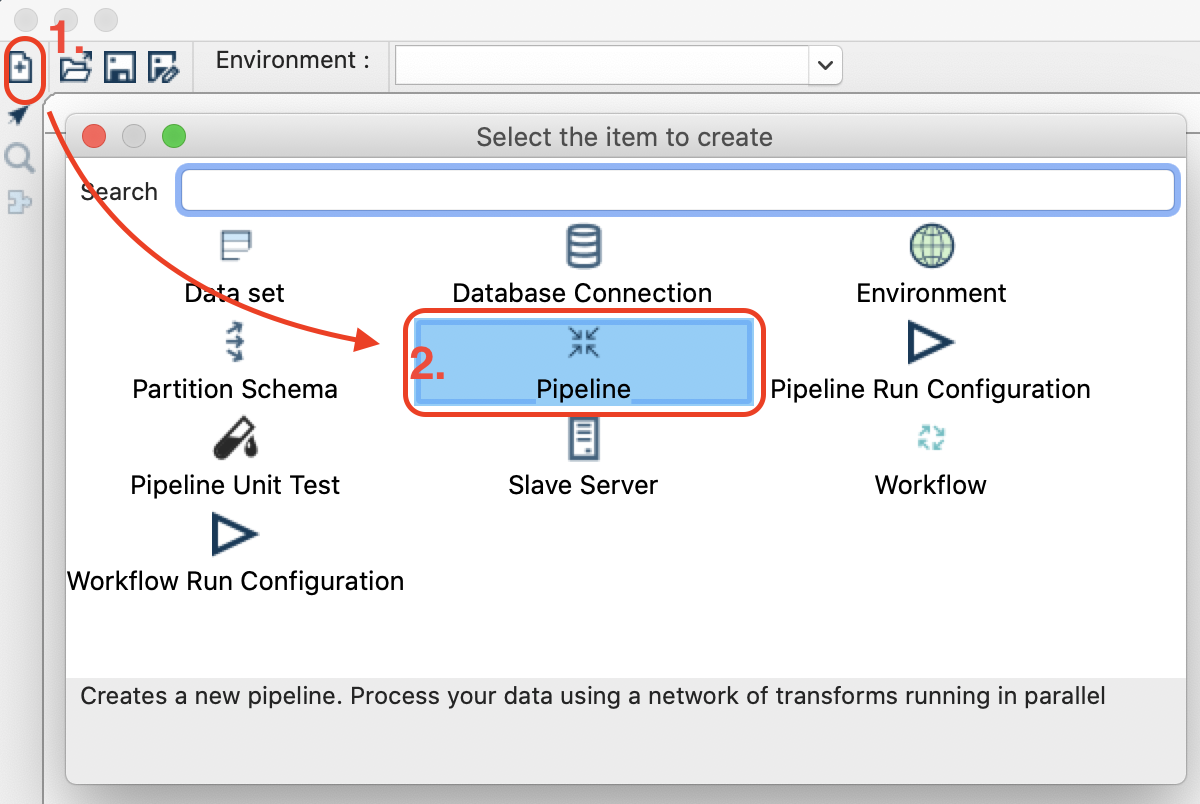 1.
Environment :
Select the item to create
Search
Data set
Database Connection
Environment
Partition Schema
2.
Pipeline
Pipeline Run Configuration
Pipeline Unit Test
Slave Server
Workflow
Workflow Run Configuration
Creates a new pipeline. Process your data using a network of transforms running in parallel